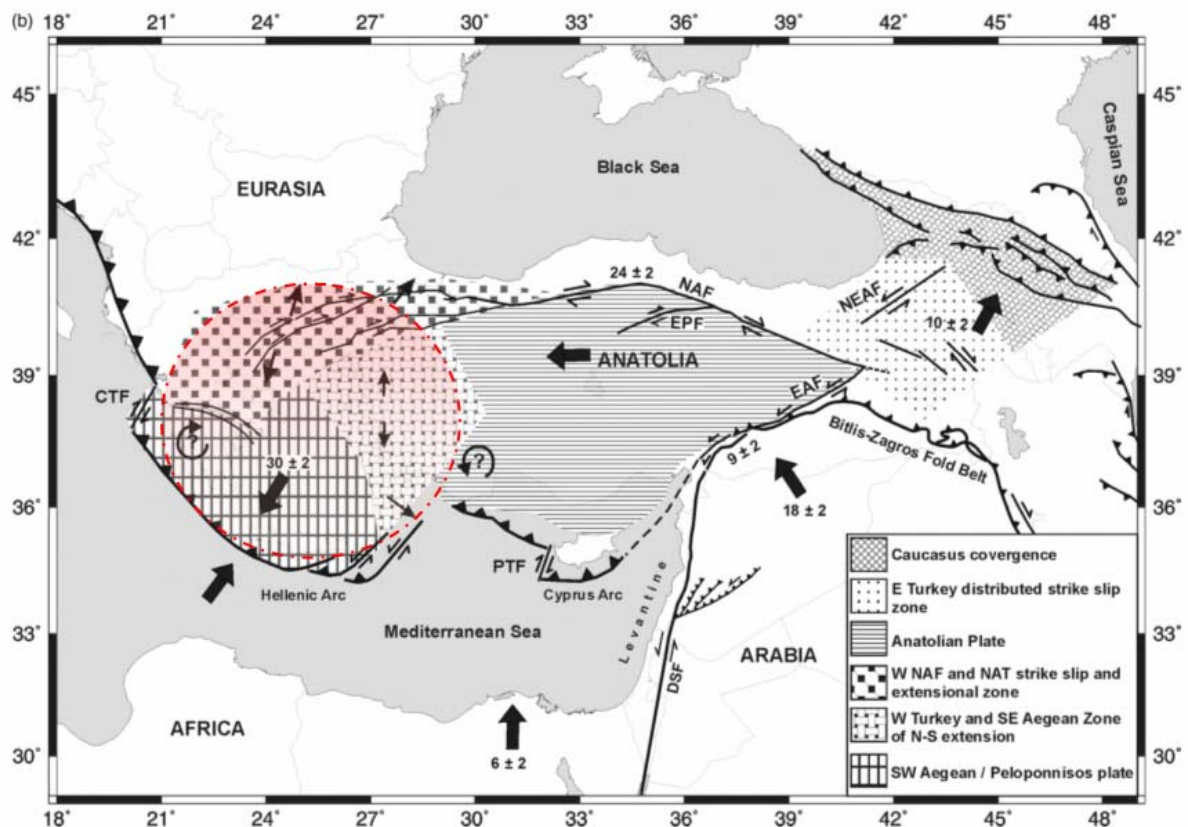 (b)
18° 21° 24° 27° 30° 33° 36° 39° 42° 45° 48°
45° 45°
Caspian Sea
Black Sea
EURASIA
42° 42°
24 ± 2
NAF
NEAF
EPF
10 ± 2
ANATOLIA
39° 39°
CTF
EAF
?
30 ± 2
?
9 ± 2
Bitlis-Zagros Fold Belt
18 ± 2
36° 36°
PTF
Hellenic Arc
Cyprus Arc
Levantine
Mediterranean Sea
33° 33°
ARABIA
DSF
AFRICA
30° 30°
6 ± 2
Caucasus covergence
E Turkey distributed strike slip
zone
Anatolian Plate
W NAF and NAT strike slip and
extensional zone
W Turkey and SE Aegean Zone
of N-S extension
SW Aegean / Peloponnisos plate
18° 21° 24° 27° 30° 33° 36° 39° 42° 45° 48°